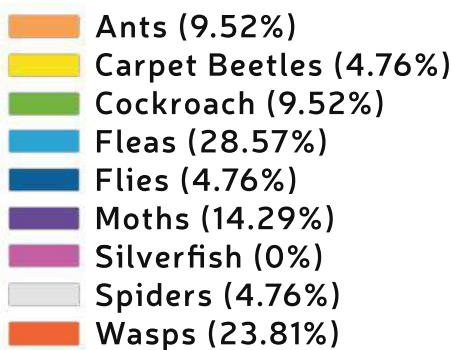 Ants (9.52%)
Carpet Beetles (4.76%)
Cockroach (9.52%)
Fleas (28.57%)
Flies (4.76%)
Moths (14.29%)
Silverfish (0%)
Spiders (4.76%)
Wasps (23.81%)